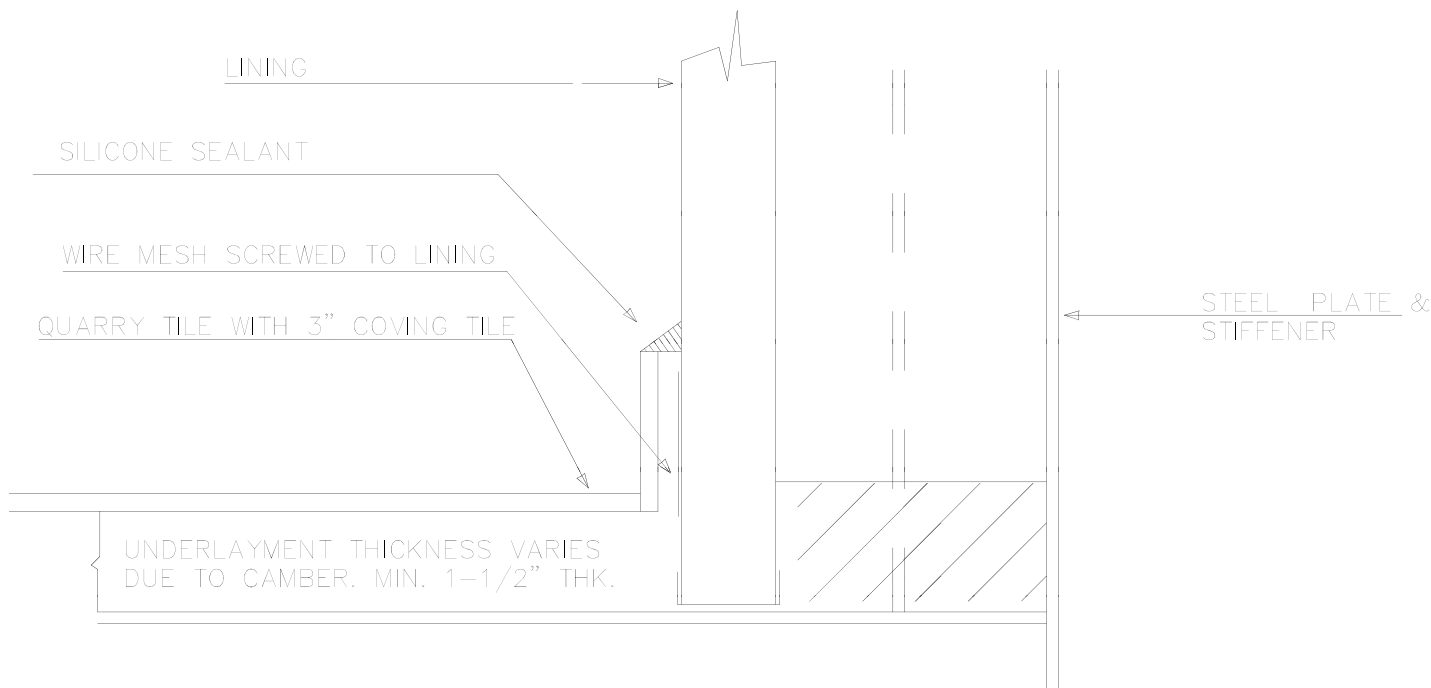 LINING
SILICONE SEALANT
WIRE MESH SCREWED TO LINING
QUARRY TILE WITH 3” COVING TILE
STEEL PLATE &
STIFFENER
UNDERLAYMENT THICKNESS VARIES
DUE TO CAMBER. MIN. 1-1/2” THK.